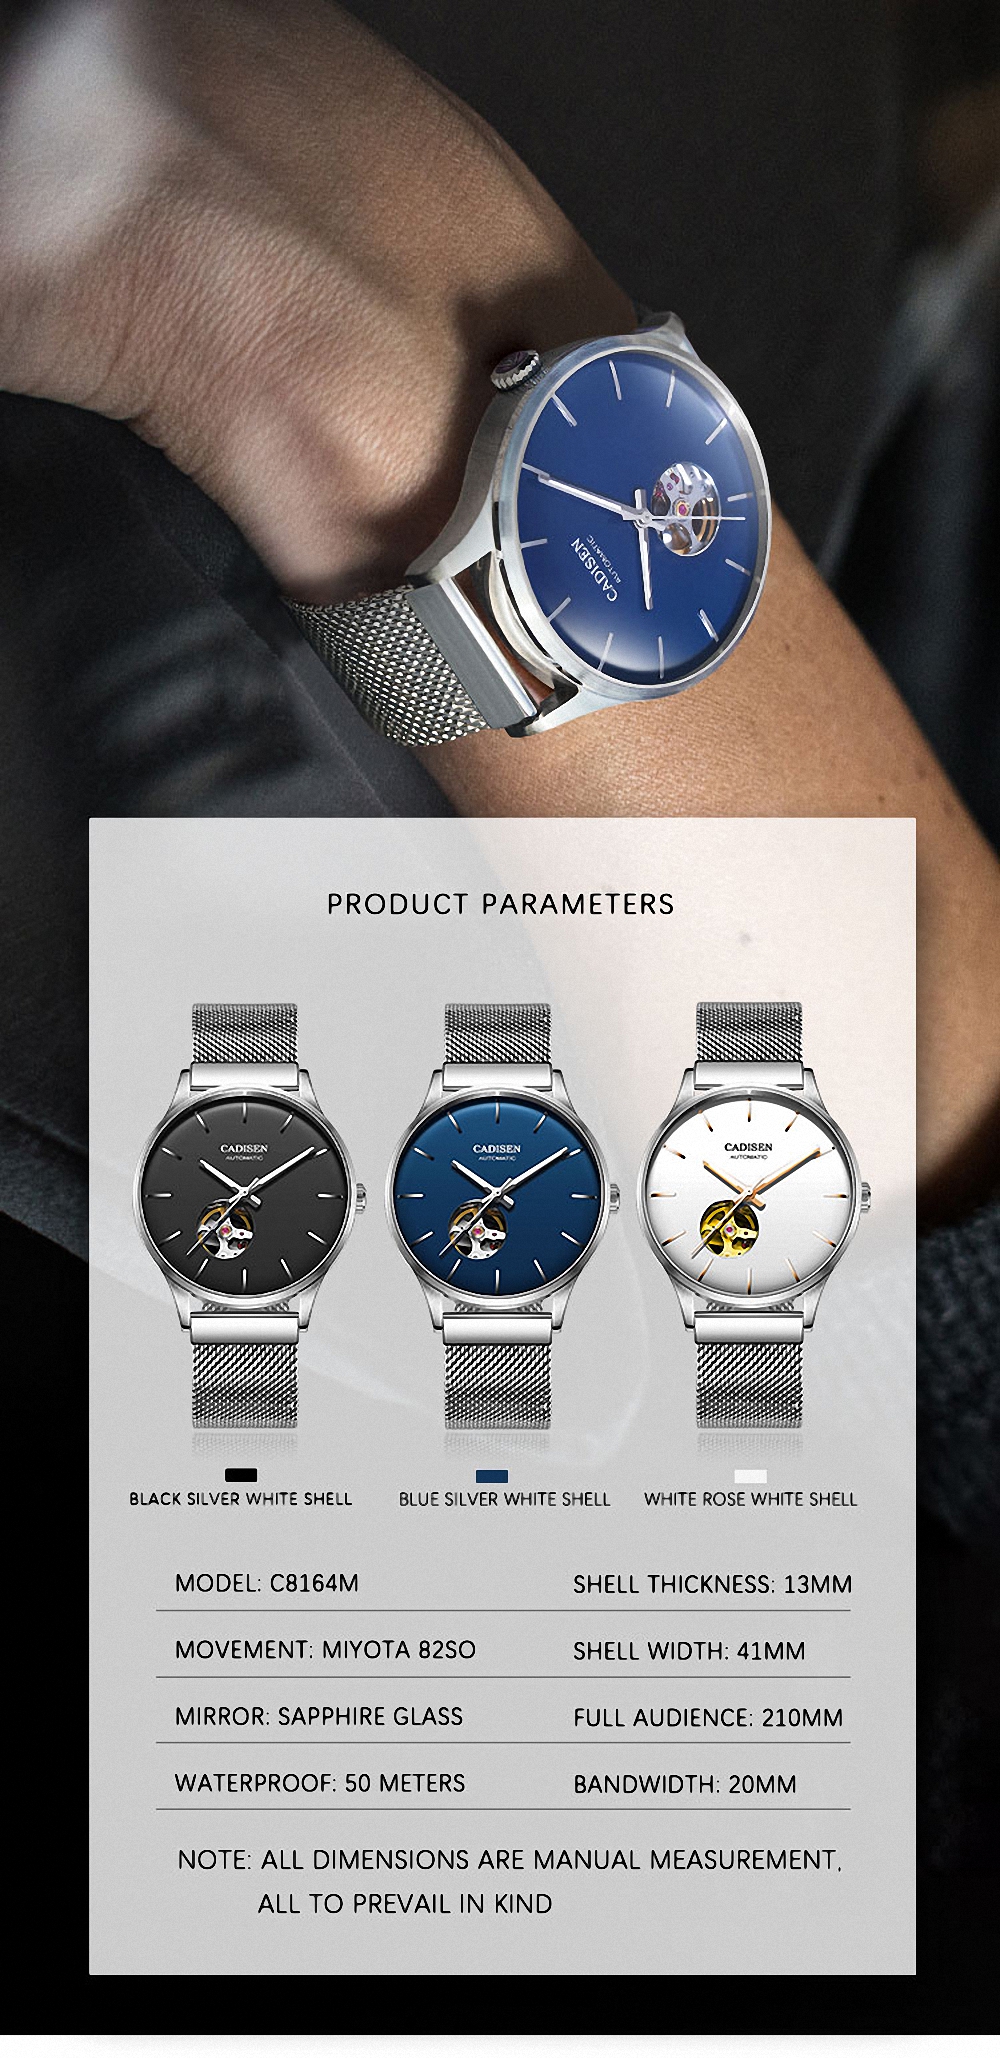 CADISEN
AUTOMATIC
PRODUCT PARAMETERS
CADISEN
AUTOMATIC
CADISEN
AUTOMATIC
CADISEN
AUTOMATIC
BLACK SILVER WHITE SHELL
BLUE SILVER WHITE SHELL
WHITE ROSE WHITE SHELL
MODEL: C8164M
SHELL THICKNESS: 13MM
MOVEMENT: MIYOTA 82SO
SHELL WIDTH: 41MM
MIRROR: SAPPHIRE GLASS
FULL AUDIENCE: 210MM
WATERPROOF: 50 METERS
BANDWIDTH: 20MM
NOTE: ALL DIMENSIONS ARE MANUAL MEASUREMENT,
ALL TO PREVAIL IN KIND